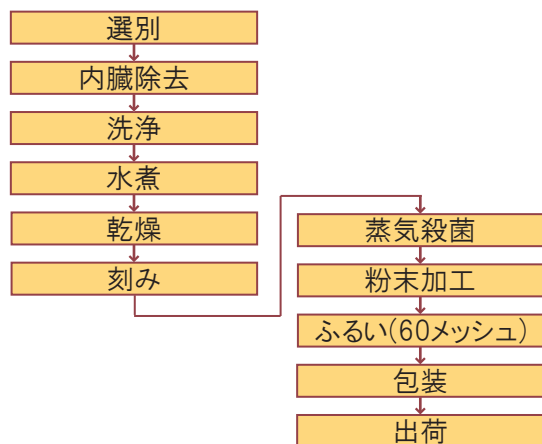 選別
内臓除去
洗浄
水煮
乾燥
刻み
蒸気殺菌
粉末加工
ふるい(60メッシュ)
包装
出荷